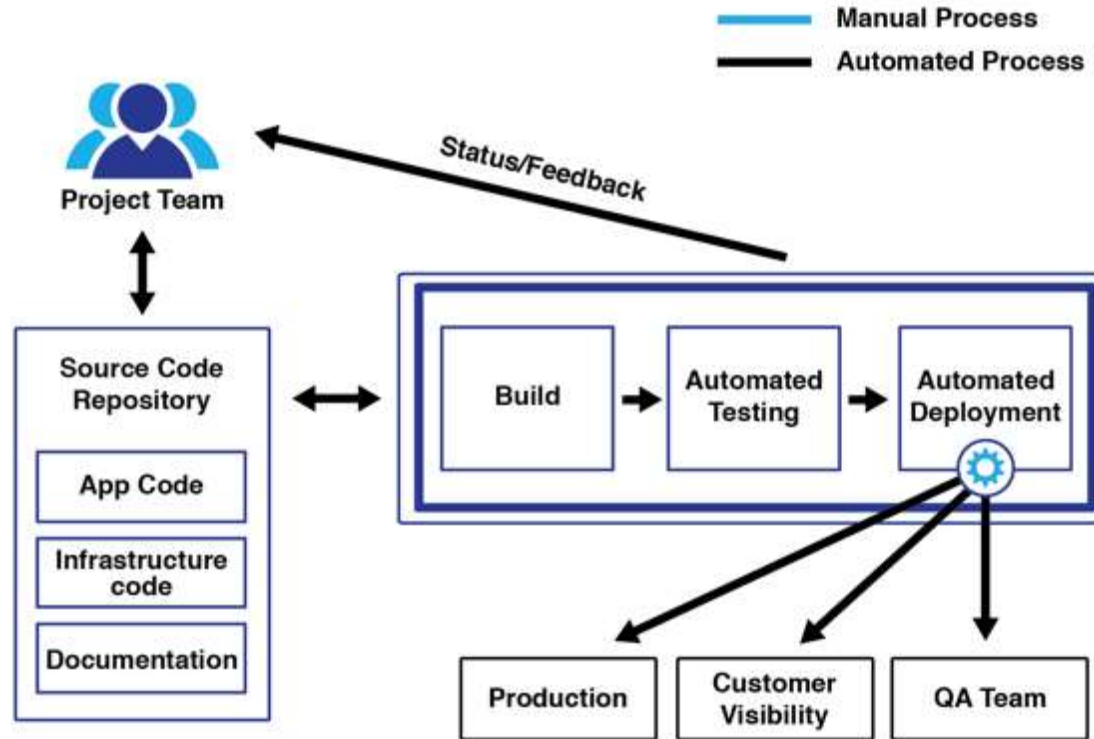 Manual Process
Automated Process
Project Team
Status/Feedback
Source Code
Repository
App Code
Infrastructure
code
Documentation
Build
Automated
Testing
Automated
Deployment
Production
Customer
Visibility
QA Team